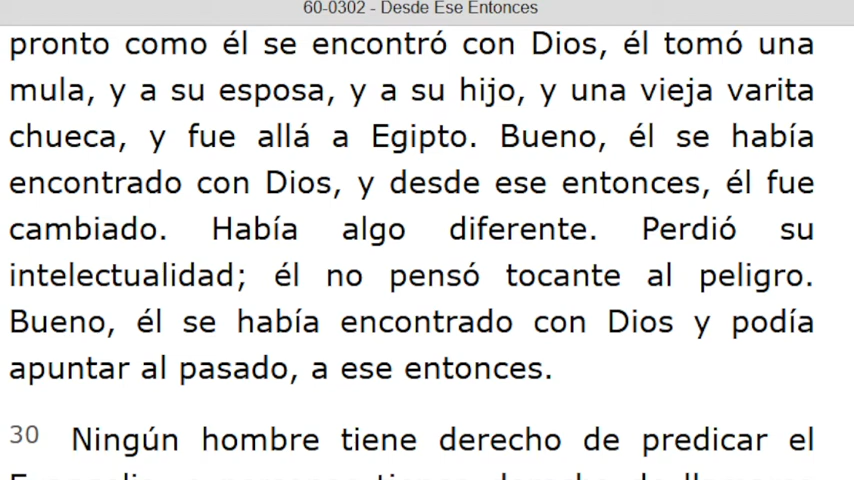 60-0302 - Desde Ese Entonces
pronto como él se encontró con Dios, él tomó una
mula, y a su esposa, y a su hijo, y una vieja varita
chueca, y fue allá a Egipto. Bueno, él se había
encontrado con Dios, y desde ese entonces, él fue
cambiado. Había algo diferente. Perdió su
intelectualidad; él no pensó tocante al peligro.
Bueno, él se había encontrado con Dios y podía
apuntar al pasado, a ese entonces.
30 Ningún hombre tiene derecho de predicar el